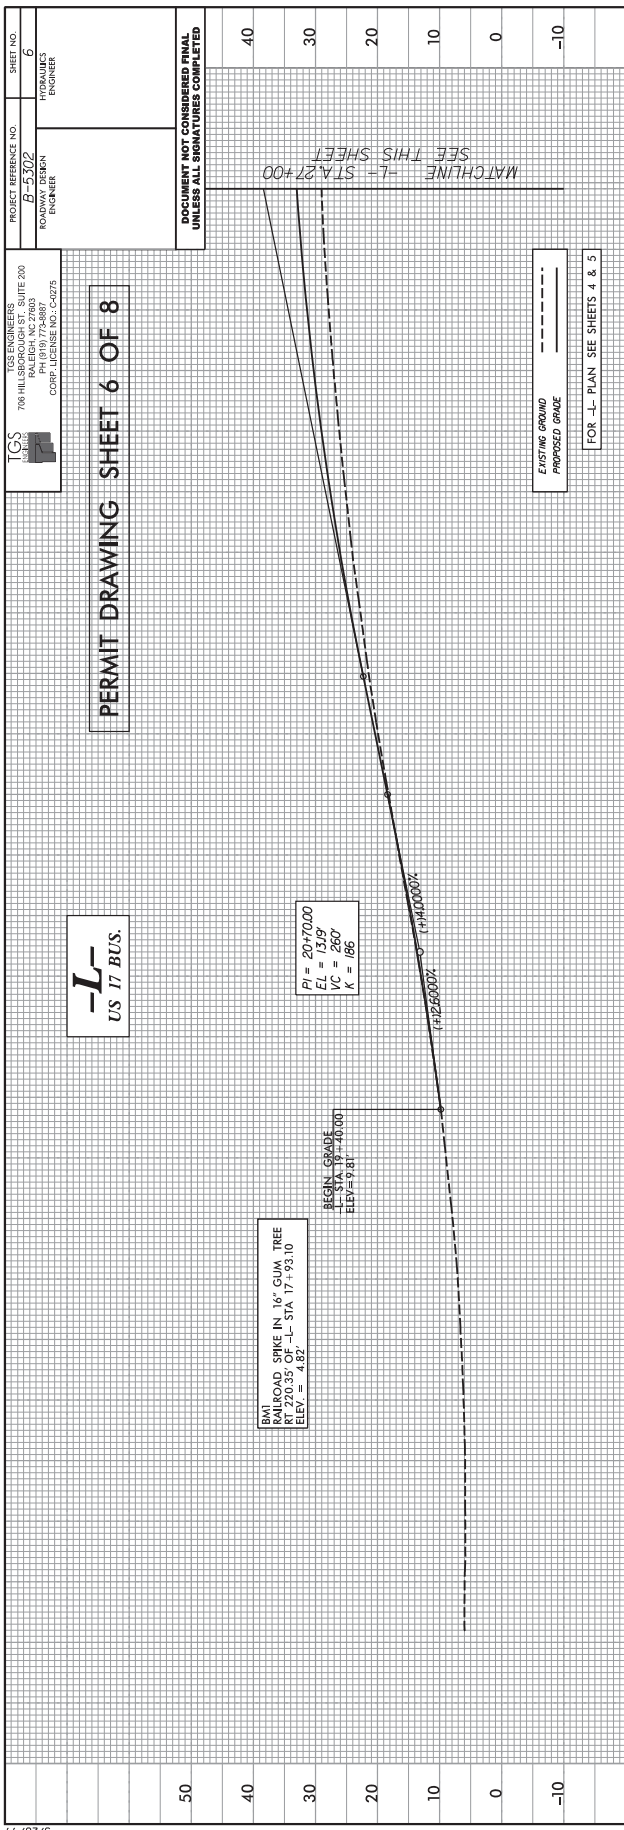 PROJECT REFERENCE NO.
SHEET NO.
B-5302
6
ROADWAY DESIGN
ENGINEER
HYDRAULICS
ENGINEER
DOCUMENT NOT CONSIDERED FINAL
UNLESS ALL SIGNATURES COMPLETED
TGS
ENGINEERS
TGS ENGINEERS
706 HILLSBOROUGH ST. SUITE 200
RALEIGH, NC 27603
PH (919) 773-8887
CORP. LICENSE NO.: C-0275
PERMIT DRAWING SHEET 6 OF 8
-L-
US 17 BUS.
BM1
RAILROAD SPIKE IN 16" GUM TREE
RT 220.35' OF -L- STA 17+93.10
ELEV. = 4.82'
BEGIN GRADE
-L- STA. 19+40.00
ELEV=9.81'
PI = 20+70.00
EL = 13.19'
VC = 260'
K = 186
(+)2.6000%
(+)4.0000%
MATCHLINE -L- STA.27+00
SEE THIS SHEET
50
40
30
20
10
0
-10
40
30
20
10
0
-10
EXISTING GROUND
PROPOSED GRADE
FOR -L- PLAN SEE SHEETS 4 & 5